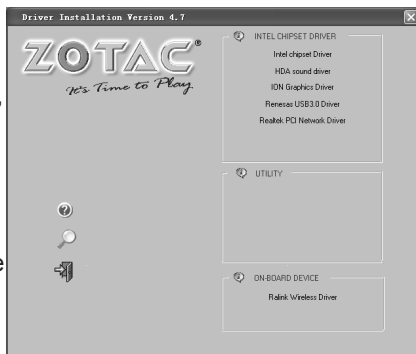 Driver Installation Version 4.7
ZOTAC®
It's Time to Play
INTEL CHIPSET DRIVER
Intel chipset Driver
HDA sound driver
ION Graphics Driver
Renesas USB3.0 Driver
Realtek PCI Network Driver
UTILITY
ON-BOARD DEVICE
Ralink Wireless Driver
,
e